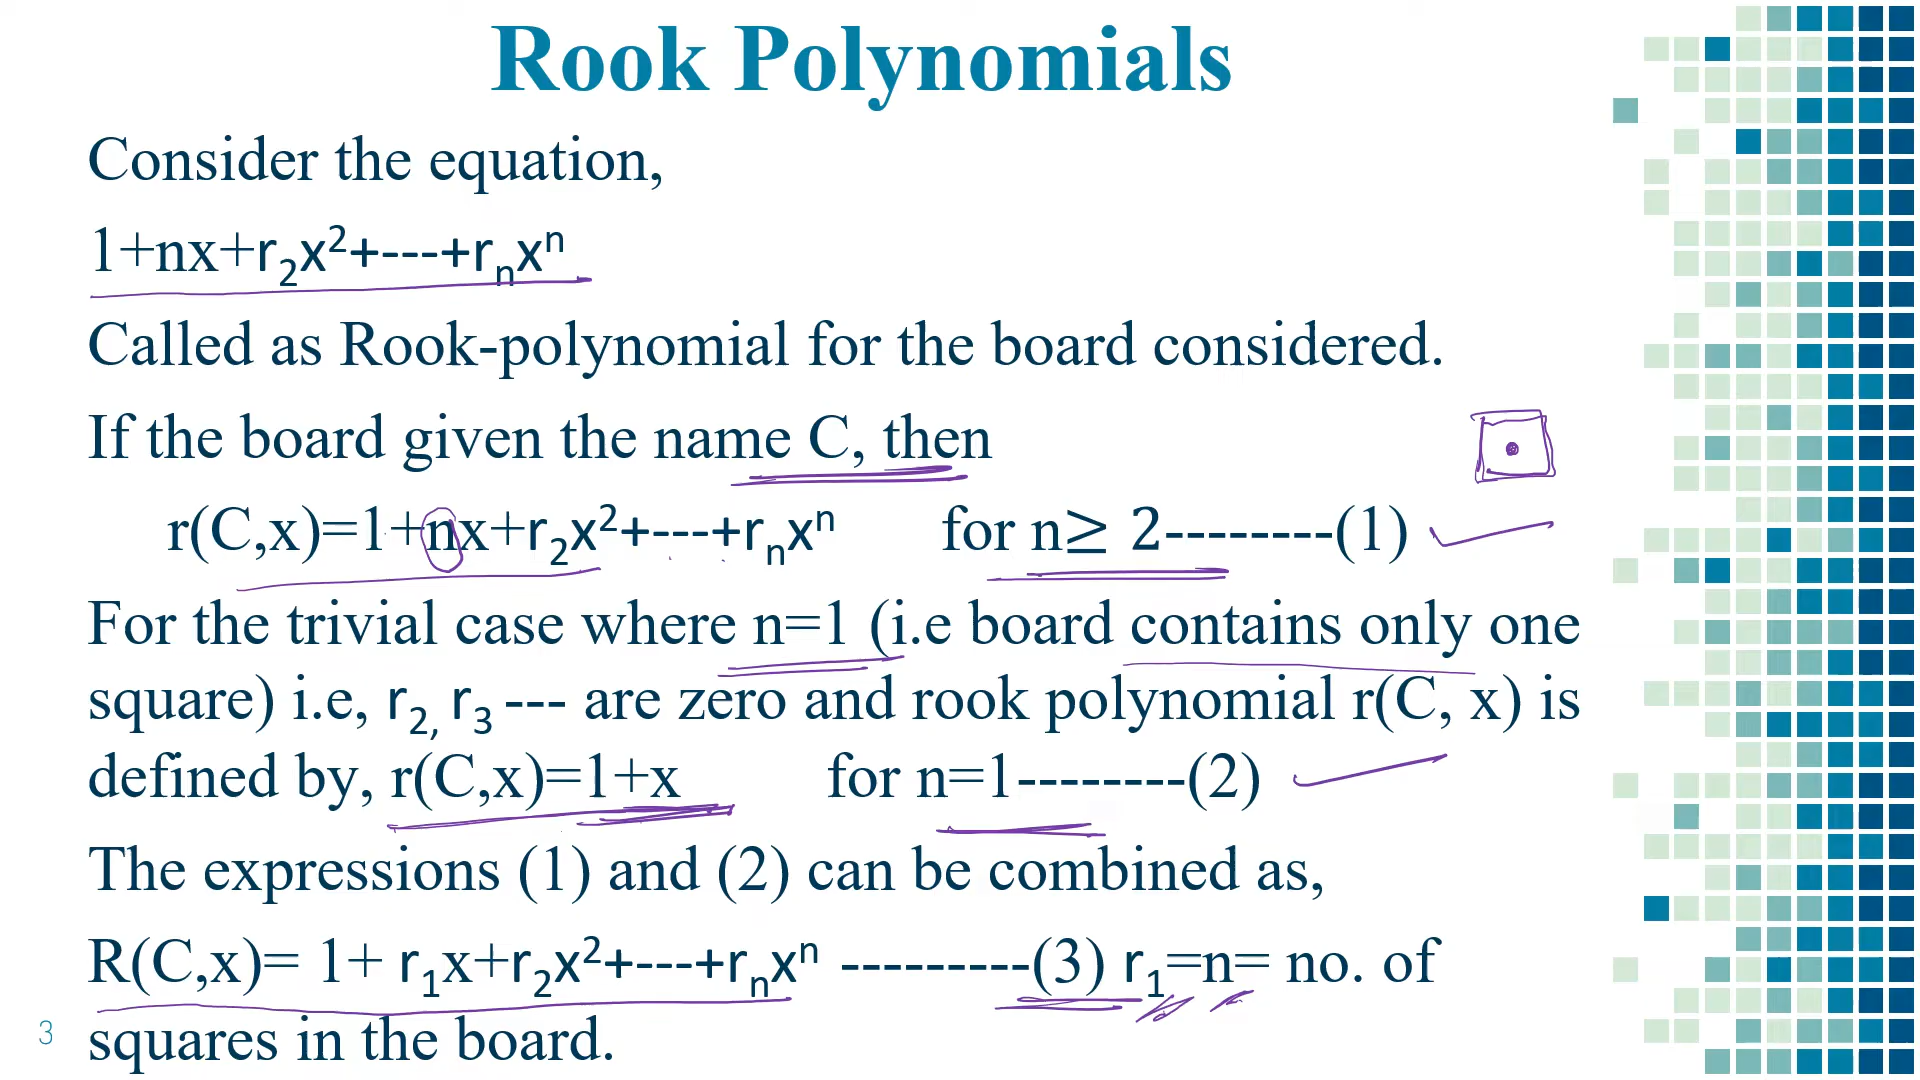 Rook Polynomials
Consider the equation,
1+nx+r₂x²+---+rₙxⁿ
Called as Rook-polynomial for the board considered.
If the board given the name C, then
r(C,x)=1+nx+r₂x²+---+rₙxⁿ for n≥ 2--------(1)
For the trivial case where n=1 (i.e board contains only one
square) i.e, r₂, r₃ --- are zero and rook polynomial r(C, x) is
defined by, r(C,x)=1+x for n=1--------(2)
The expressions (1) and (2) can be combined as,
R(C,x)= 1+ r₁x+r₂x²+---+rₙxⁿ ---------(3) r₁=n= no. of
squares in the board.
3